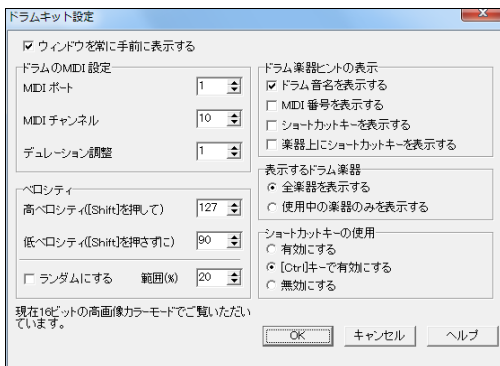 ドラムキット設定
ウィンドウを常に手前に表示する
ドラムのMIDI 設定
MIDI ポート 1
MIDI チャンネル 10
デュレーション調整 1
ベロシティ
高ベロシティ([Shift]を押して) 127
低ベロシティ([Shift]を押さずに) 90
ランダムにする 範囲(%) 20
現在16ビットの高画像カラーモードでご覧いただい
ています。
ドラム楽器ヒントの表示
ドラム音名を表示する
MIDI 番号を表示する
ショートカットキーを表示する
楽器上にショートカットキーを表示する
表示するドラム楽器
全楽器を表示する
使用中の楽器のみを表示する
ショートカットキーの使用
有効にする
[Ctrl]キーで有効にする
無効にする
OK キャンセル ヘルプ